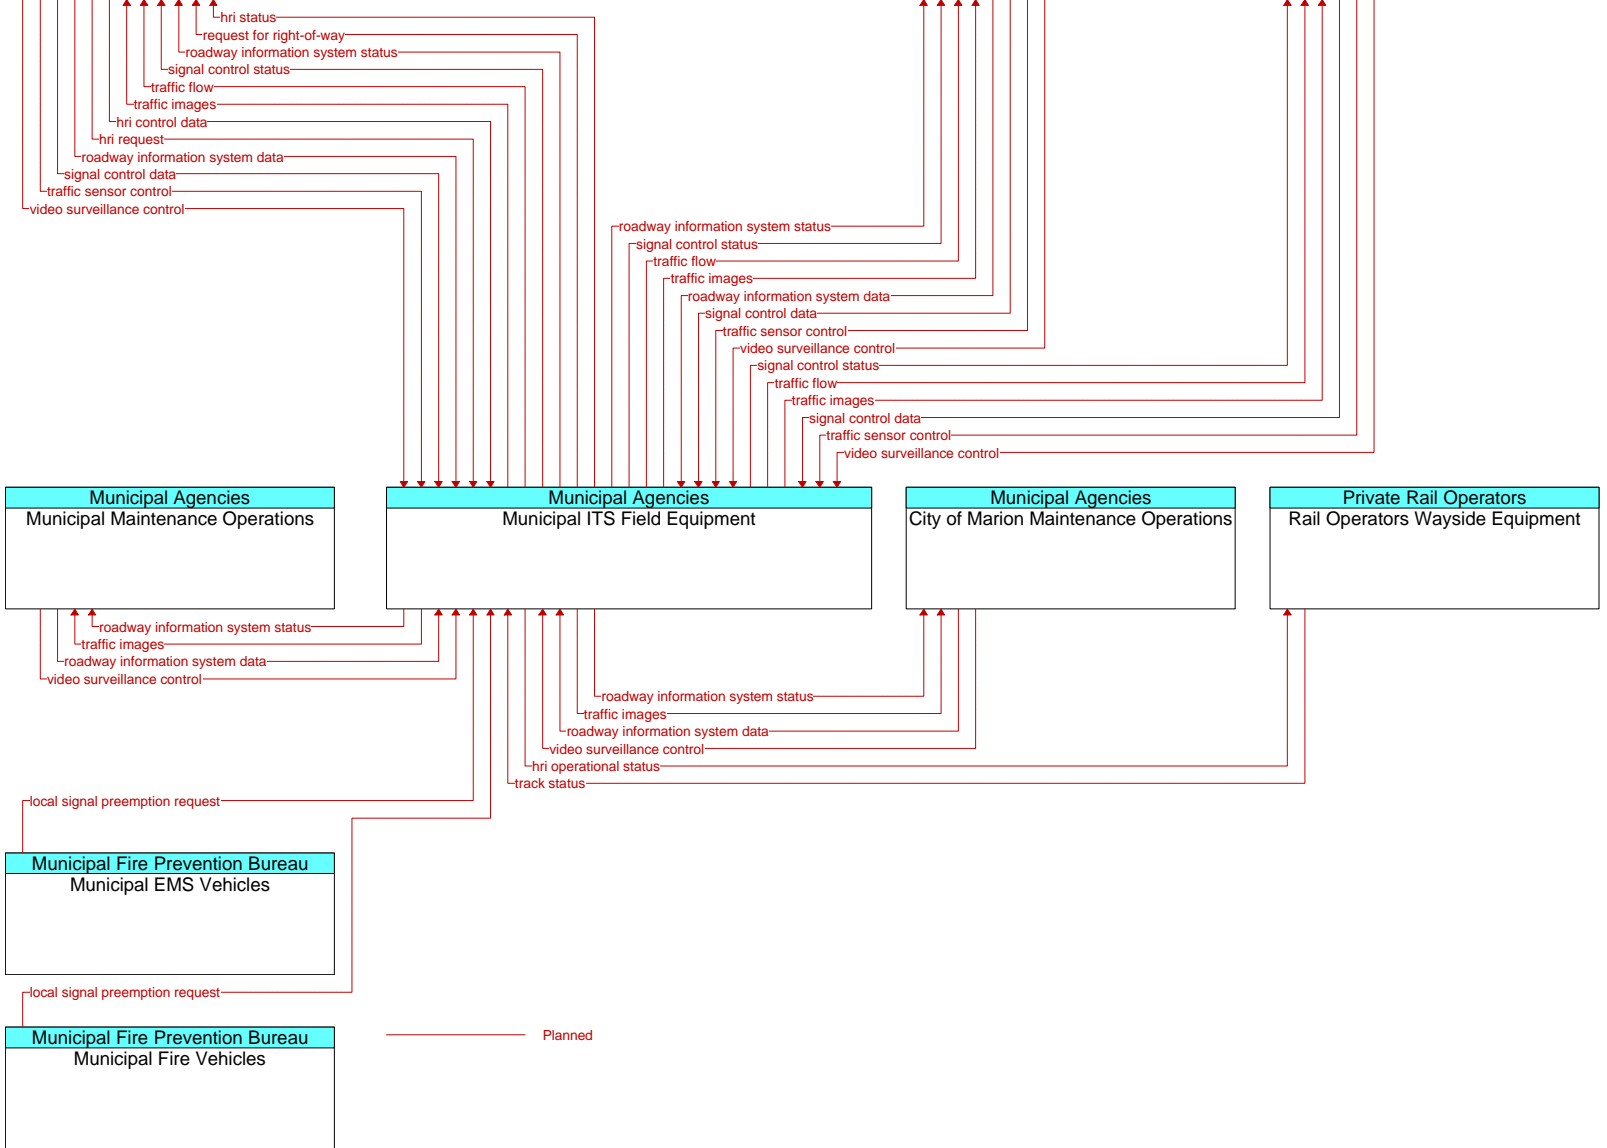 hri status
request for right-of-way
roadway information system status
signal control status
traffic flow
traffic images
hri control data
hri request
roadway information system data
signal control data
traffic sensor control
video surveillance control
roadway information system status
signal control status
traffic flow
traffic images
roadway information system data
signal control data
traffic sensor control
video surveillance control
signal control status
traffic flow
traffic images
signal control data
traffic sensor control
video surveillance control
Municipal Agencies
Municipal Maintenance Operations
Municipal Agencies
Municipal ITS Field Equipment
Municipal Agencies
City of Marion Maintenance Operations
Private Rail Operators
Rail Operators Wayside Equipment
roadway information system status
traffic images
roadway information system data
video surveillance control
roadway information system status
traffic images
roadway information system data
video surveillance control
hri operational status
track status
local signal preemption request
Municipal Fire Prevention Bureau
Municipal EMS Vehicles
local signal preemption request
Municipal Fire Prevention Bureau
Municipal Fire Vehicles
Planned